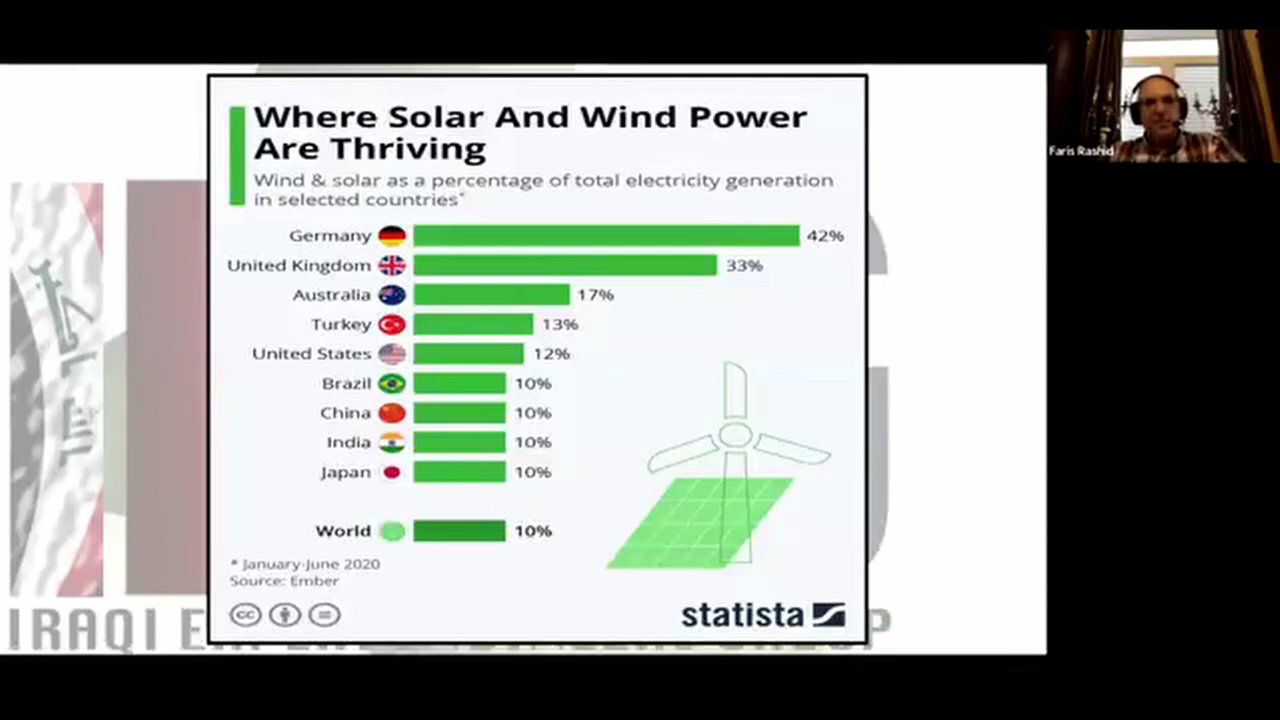 Where Solar And Wind Power
Are Thriving
Wind & solar as a percentage of total electricity generation
in selected countries*
Germany 42%
United Kingdom 33%
Australia 17%
Turkey 13%
United States 12%
Brazil 10%
China 10%
India 10%
Japan 10%
World 10%
* January-June 2020
Source: Ember
cc
statista
IRAQI
Faris Rashid